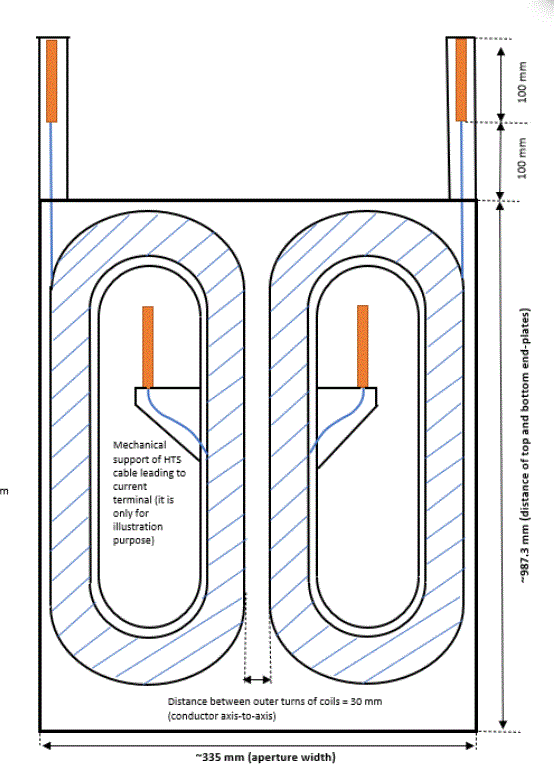 100 mm
100 mm
Mechanical
support of HTS
cable leading to
current
terminal (it is
only for
illustration
purpose)
m
~987.3 mm (distance of top and bottom end-plates)
Distance between outer turns of coils = 30 mm
(conductor axis-to-axis)
~335 mm (aperture width)